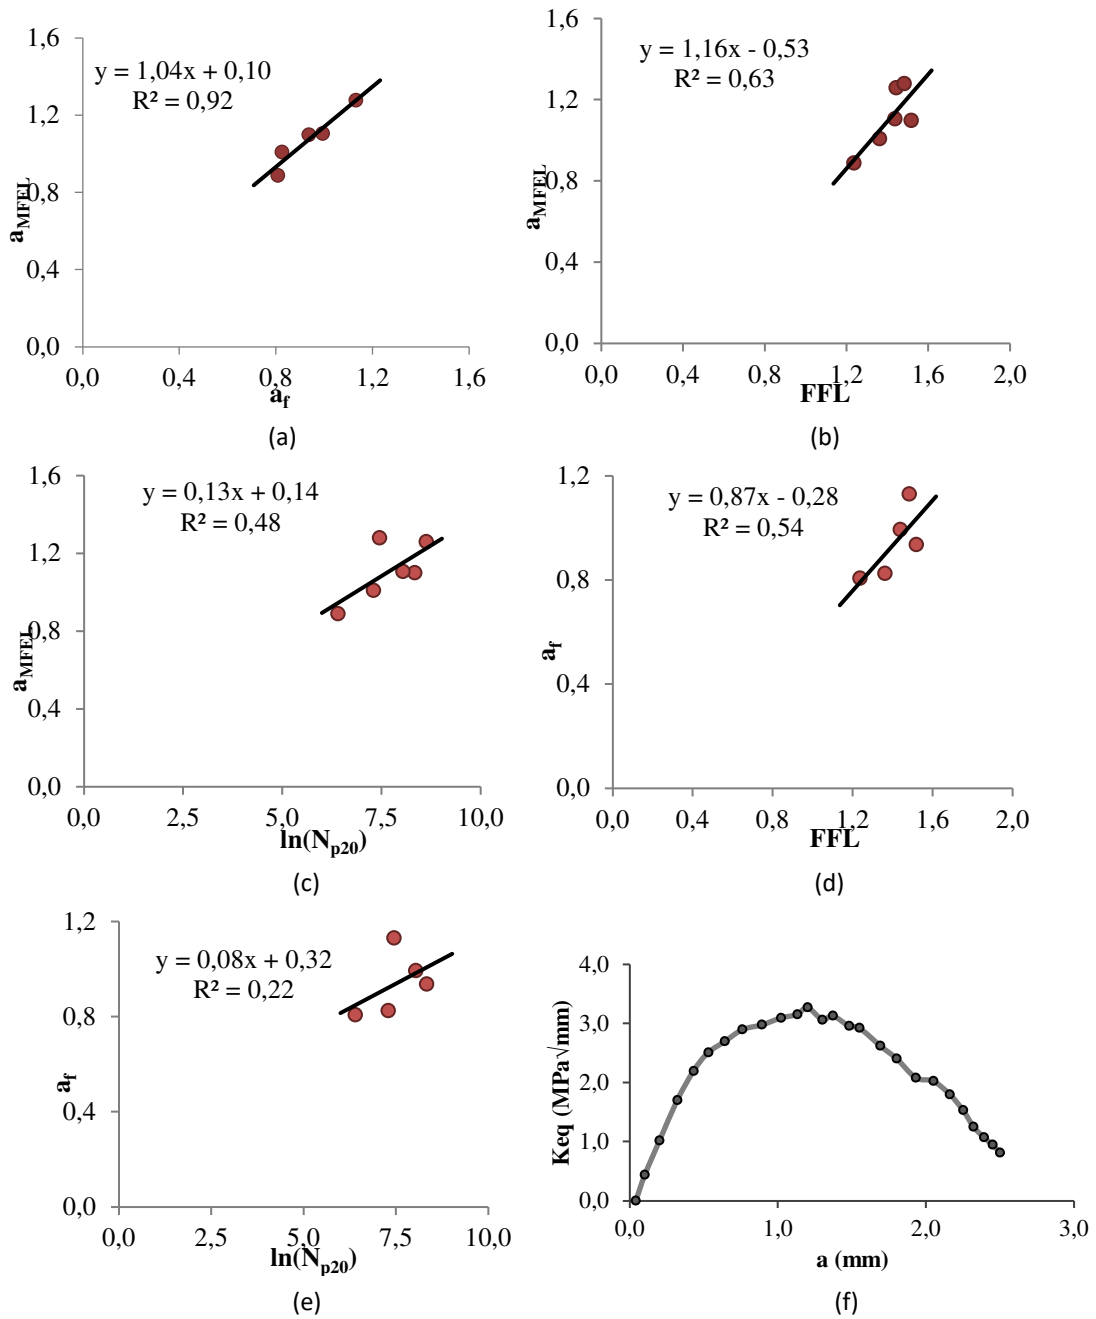 y = 1,04x + 0,10
R² = 0,92
1,6
1,2
0,8
0,4
0,0
a_MFEL
0,0 0,4 0,8 1,2 1,6
a_f
(a)
y = 1,16x - 0,53
R² = 0,63
1,6
1,2
0,8
0,4
0,0
a_MFEL
0,0 0,4 0,8 1,2 1,6 2,0
FFL
(b)
y = 0,13x + 0,14
R² = 0,48
1,6
1,2
0,8
0,4
0,0
a_MFEL
0,0 2,5 5,0 7,5 10,0
ln(N_p20)
(c)
y = 0,87x - 0,28
R² = 0,54
1,2
0,8
0,4
0,0
a_f
0,0 0,4 0,8 1,2 1,6 2,0
FFL
(d)
y = 0,08x + 0,32
R² = 0,22
1,2
0,8
0,4
0,0
a_f
0,0 2,5 5,0 7,5 10,0
ln(N_p20)
(e)
4,0
3,0
2,0
1,0
0,0
Keq (MPa√mm)
0,0 1,0 2,0 3,0
a (mm)
(f)